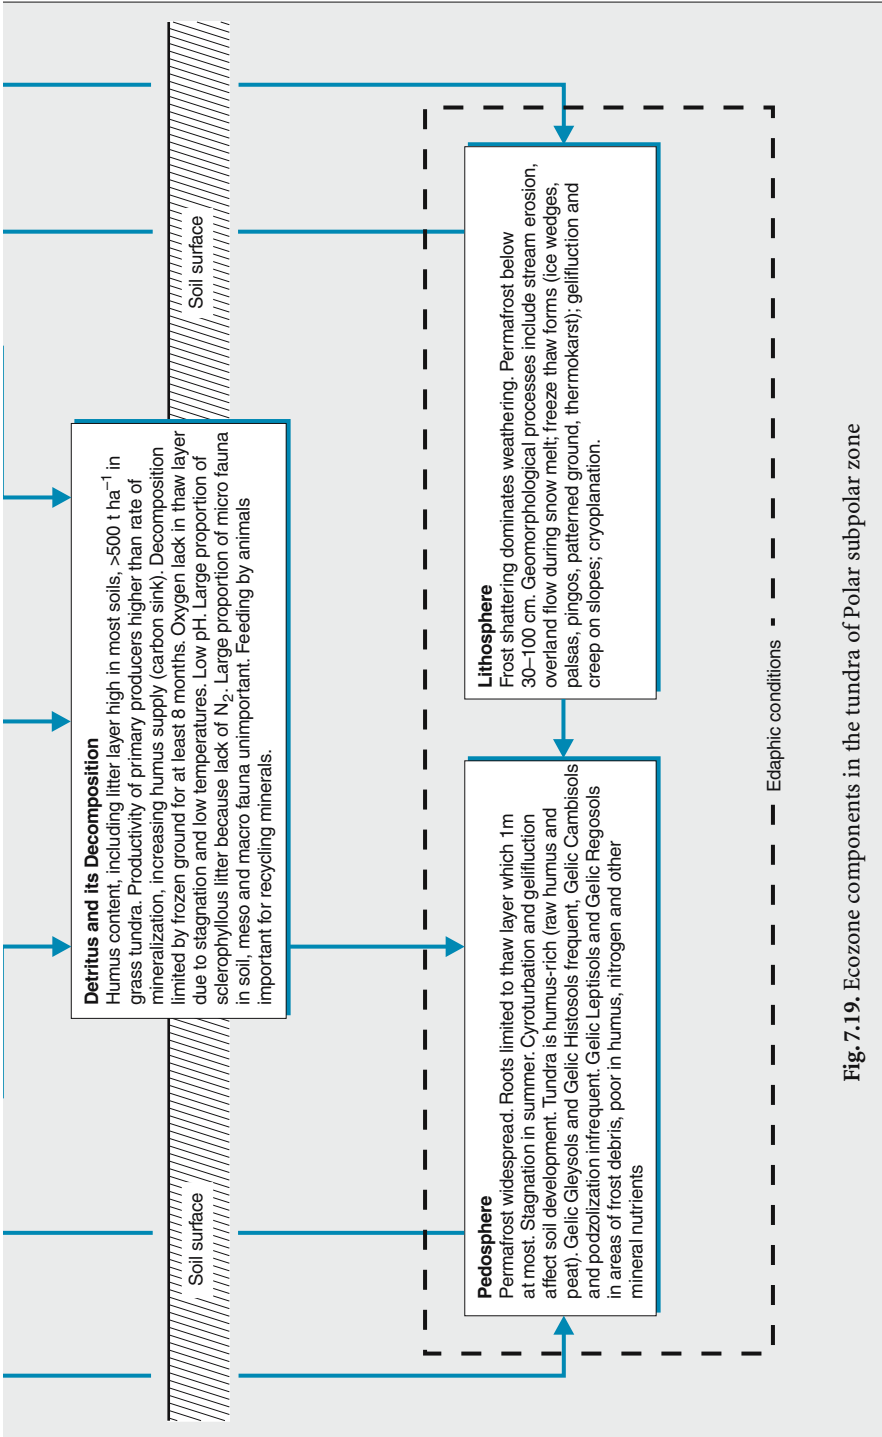 Soil surface
Soil surface
Detritus and its Decomposition
Humus content, including litter layer high in most soils, >500 t ha⁻¹ in
grass tundra. Productivity of primary producers higher than rate of
mineralization, increasing humus supply (carbon sink). Decomposition
limited by frozen ground for at least 8 months. Oxygen lack in thaw layer
due to stagnation and low temperatures. Low pH. Large proportion of
sclerophyllous litter because lack of N₂. Large proportion of micro fauna
in soil, meso and macro fauna unimportant. Feeding by animals
important for recycling minerals.
Pedosphere
Permafrost widespread. Roots limited to thaw layer which 1m
at most. Stagnation in summer. Cyroturbation and gelifluction
affect soil development. Tundra is humus-rich (raw humus and
peat). Gelic Gleysols and Gelic Histosols frequent, Gelic Cambisols
and podzolization infrequent. Gelic Leptisols and Gelic Regosols
in areas of frost debris, poor in humus, nitrogen and other
mineral nutrients
Lithosphere
Frost shattering dominates weathering. Permafrost below
30–100 cm. Geomorphological processes include stream erosion,
overland flow during snow melt; freeze thaw forms (ice wedges,
palsas, pingos, patterned ground, thermokarst); gelifluction and
creep on slopes; cryoplanation.
Edaphic conditions
Fig. 7.19. Ecozone components in the tundra of Polar subpolar zone